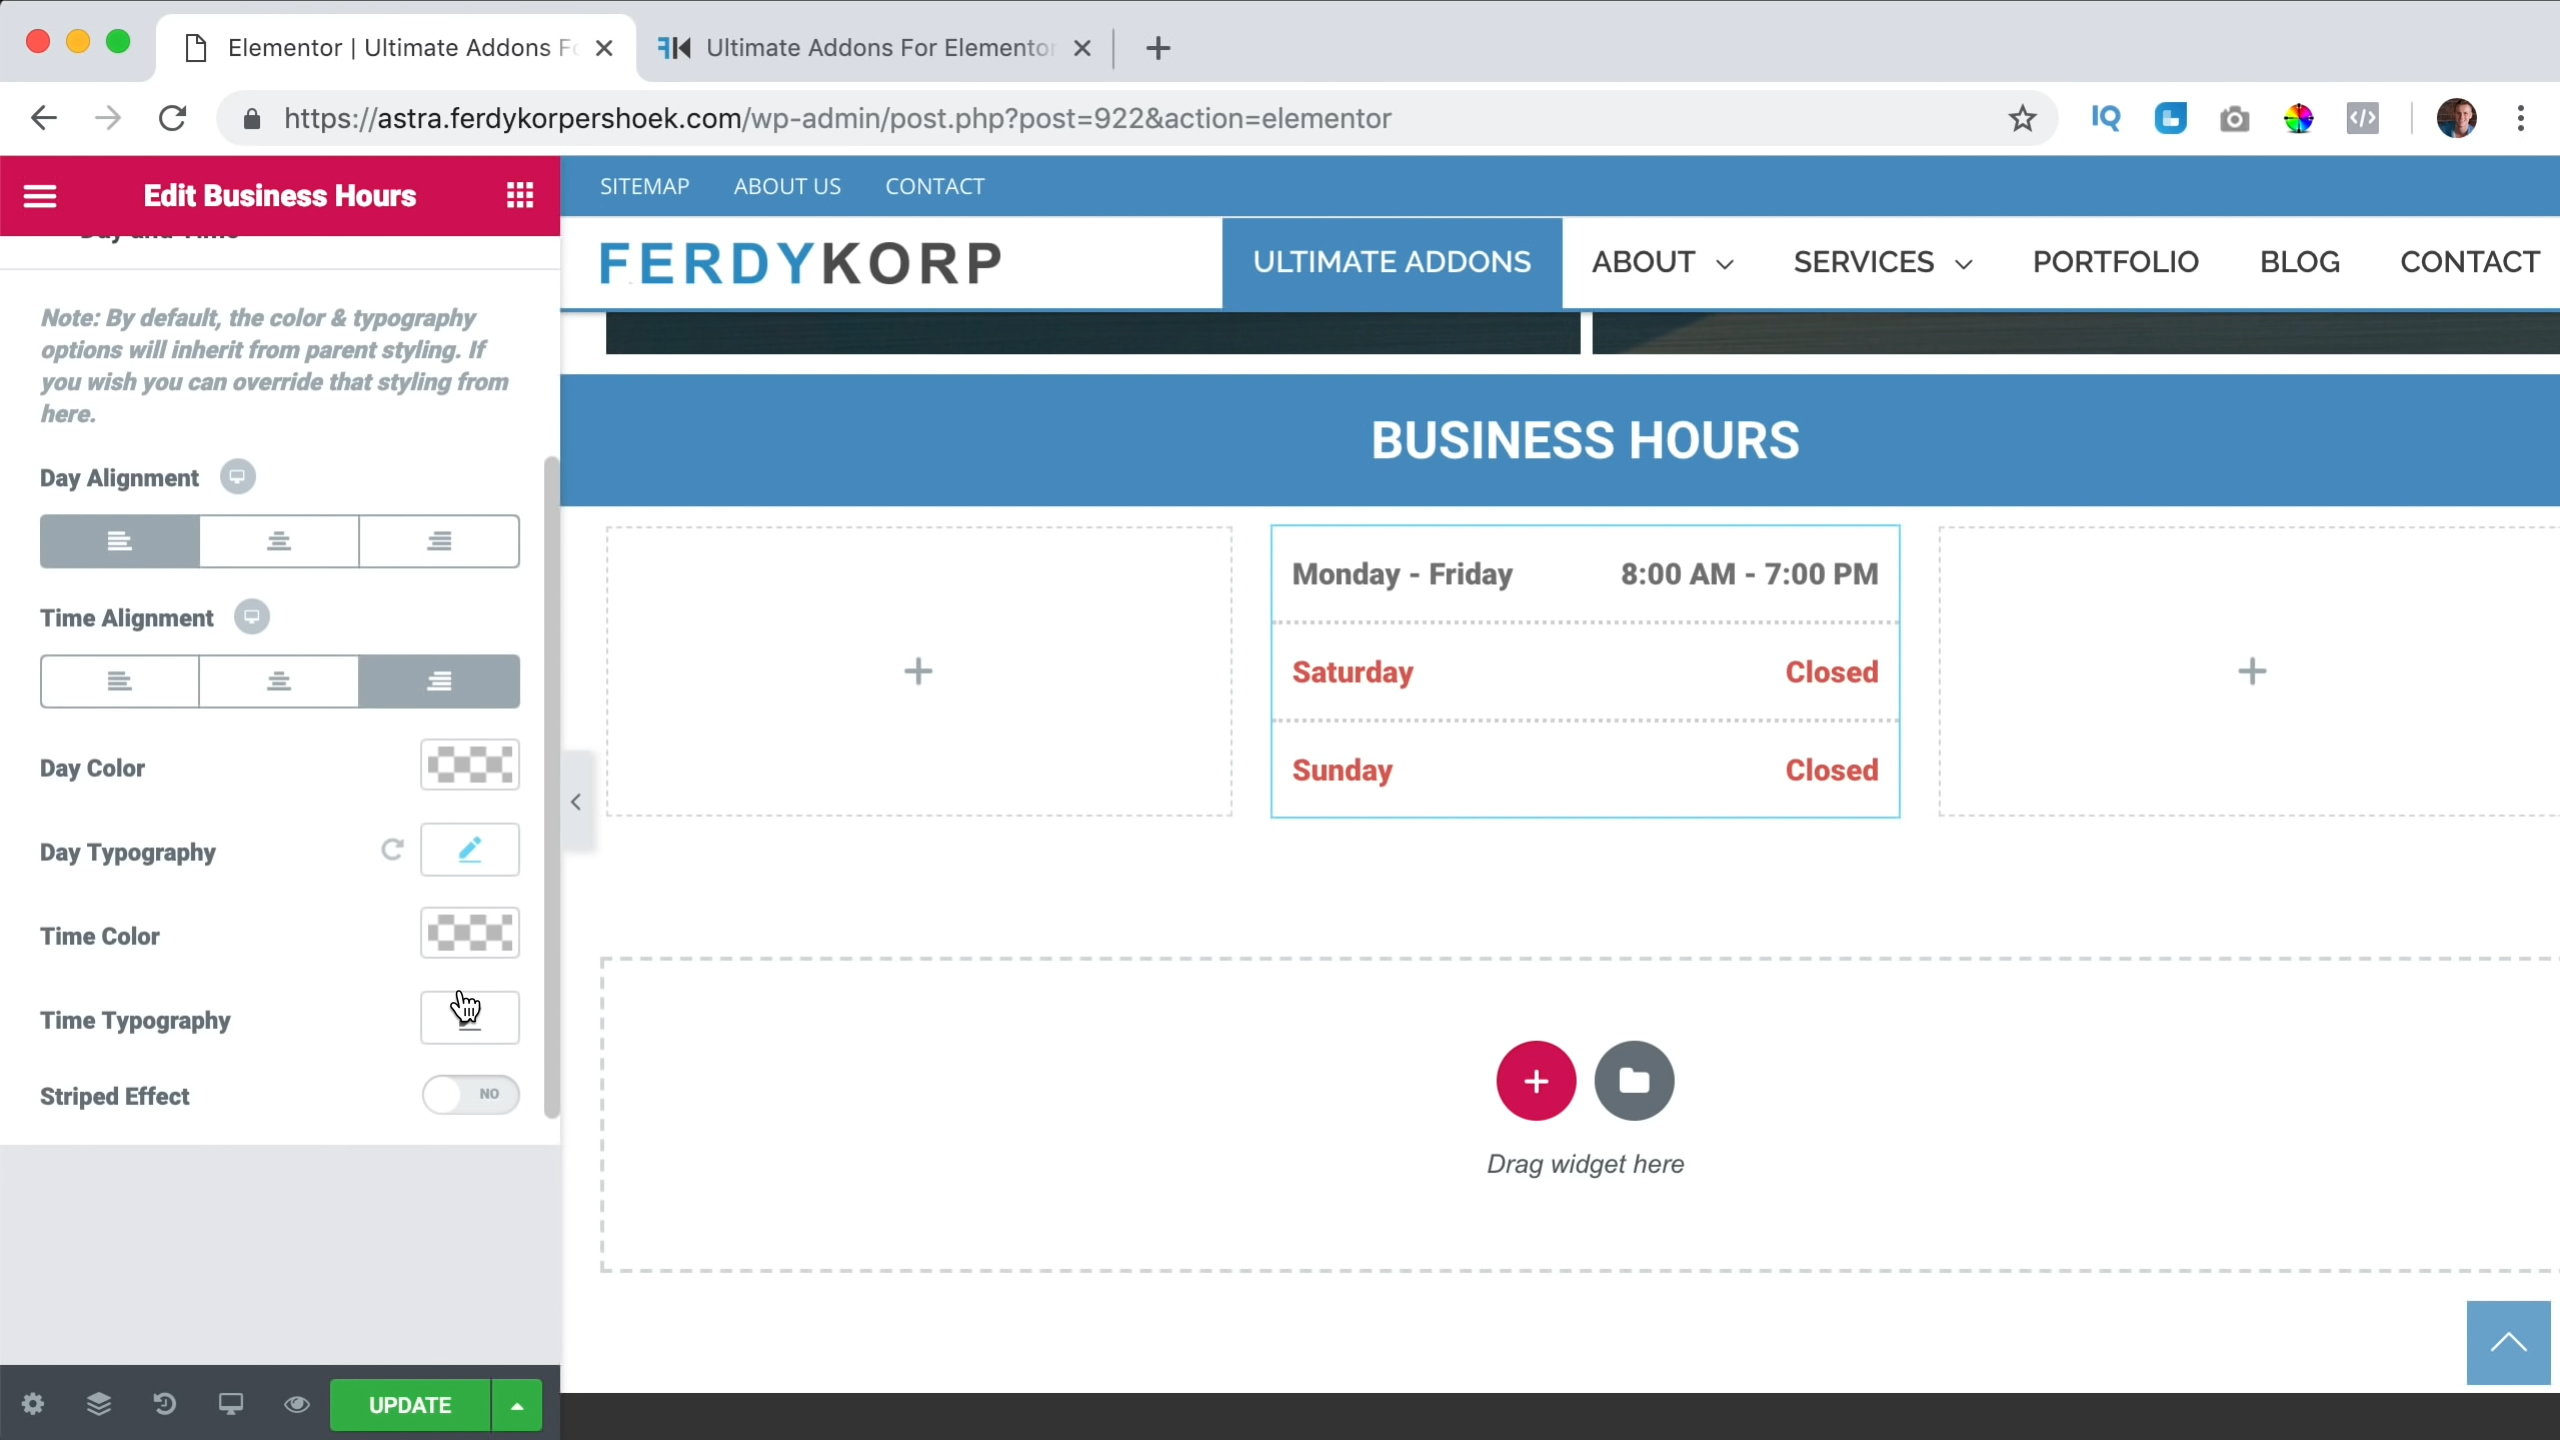 Elementor | Ultimate Addons Fo
Ultimate Addons For Elementor
https://astra.ferdykorpershoek.com/wp-admin/post.php?post=922&action=elementor
IQ
Edit Business Hours
SITEMAP ABOUT US CONTACT
Day and Time
FERDYKORP
ULTIMATE ADDONS ABOUT SERVICES PORTFOLIO BLOG CONTACT
Note: By default, the color & typography
options will inherit from parent styling. If
you wish you can override that styling from
here.
BUSINESS HOURS
Day Alignment
Time Alignment
Day Color
Day Typography
Time Color
Time Typography
Striped Effect NO
Monday - Friday 8:00 AM - 7:00 PM
Saturday Closed
Sunday Closed
Drag widget here
UPDATE